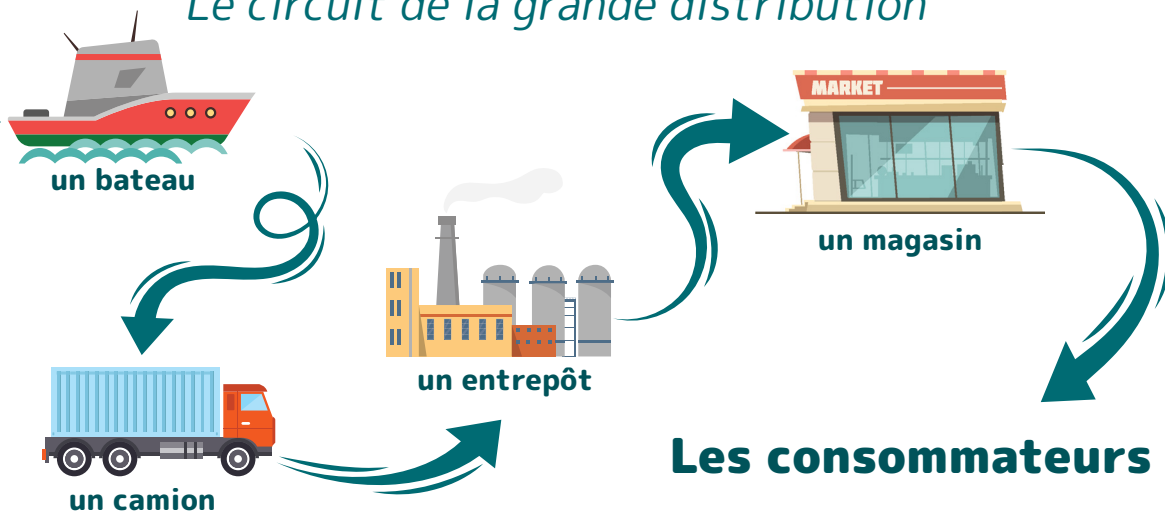 Le circuit de la grande distribution
MARKET
un bateau
un magasin
un entrepôt
Les consommateurs
un camion